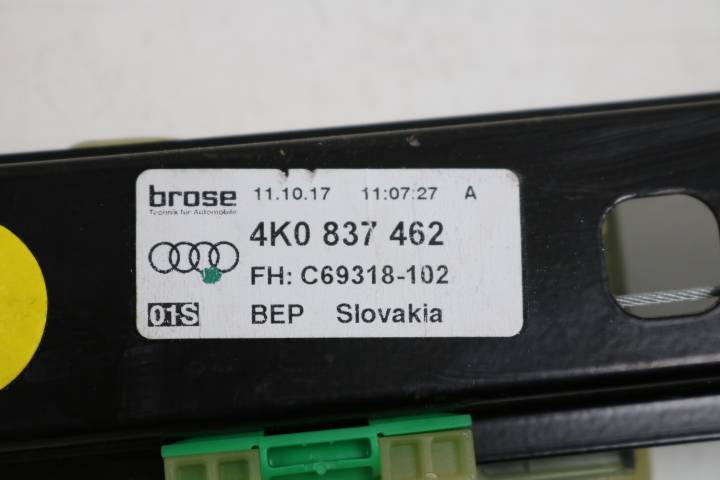 brose 11.10.17 11:07:27 A
Technik für Automobile
4K0 837 462
FH: C69318-102
01S BEP Slovakia